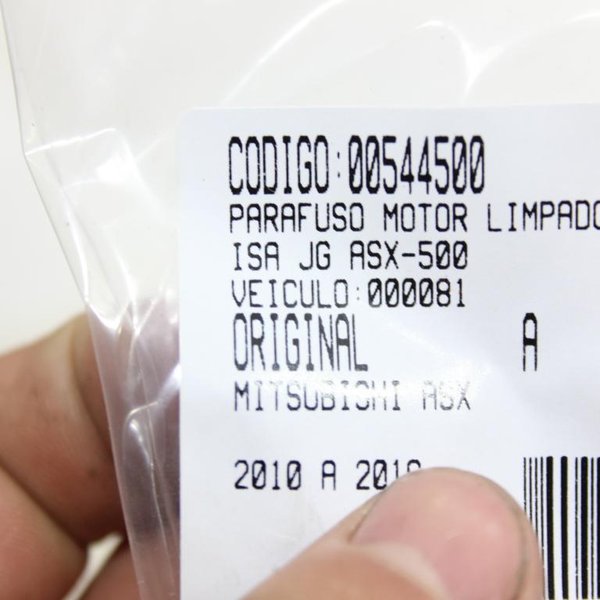 CODIGO:00544500
PARAFUSO MOTOR LIMPADO
ISA JG ASX-500
VEICULO:000081
ORIGINAL A
MITSUBICHI ASX
2010 A